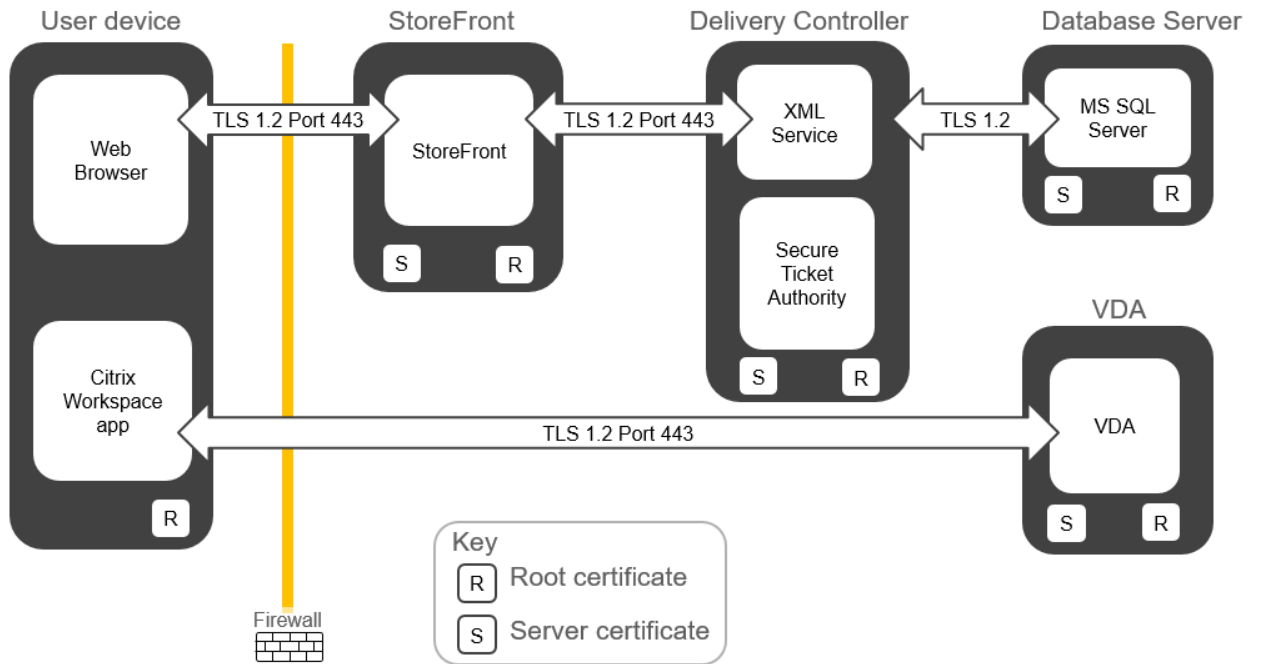 User device
StoreFront
Delivery Controller
Database Server
Web
Browser
TLS 1.2 Port 443
StoreFront
TLS 1.2 Port 443
XML
Service
TLS 1.2
MS SQL
Server
S
R
S
R
Secure
Ticket
Authority
S
R
VDA
Citrix
Workspace
app
TLS 1.2 Port 443
VDA
R
S
R
Key
R
Root certificate
S
Server certificate
Firewall